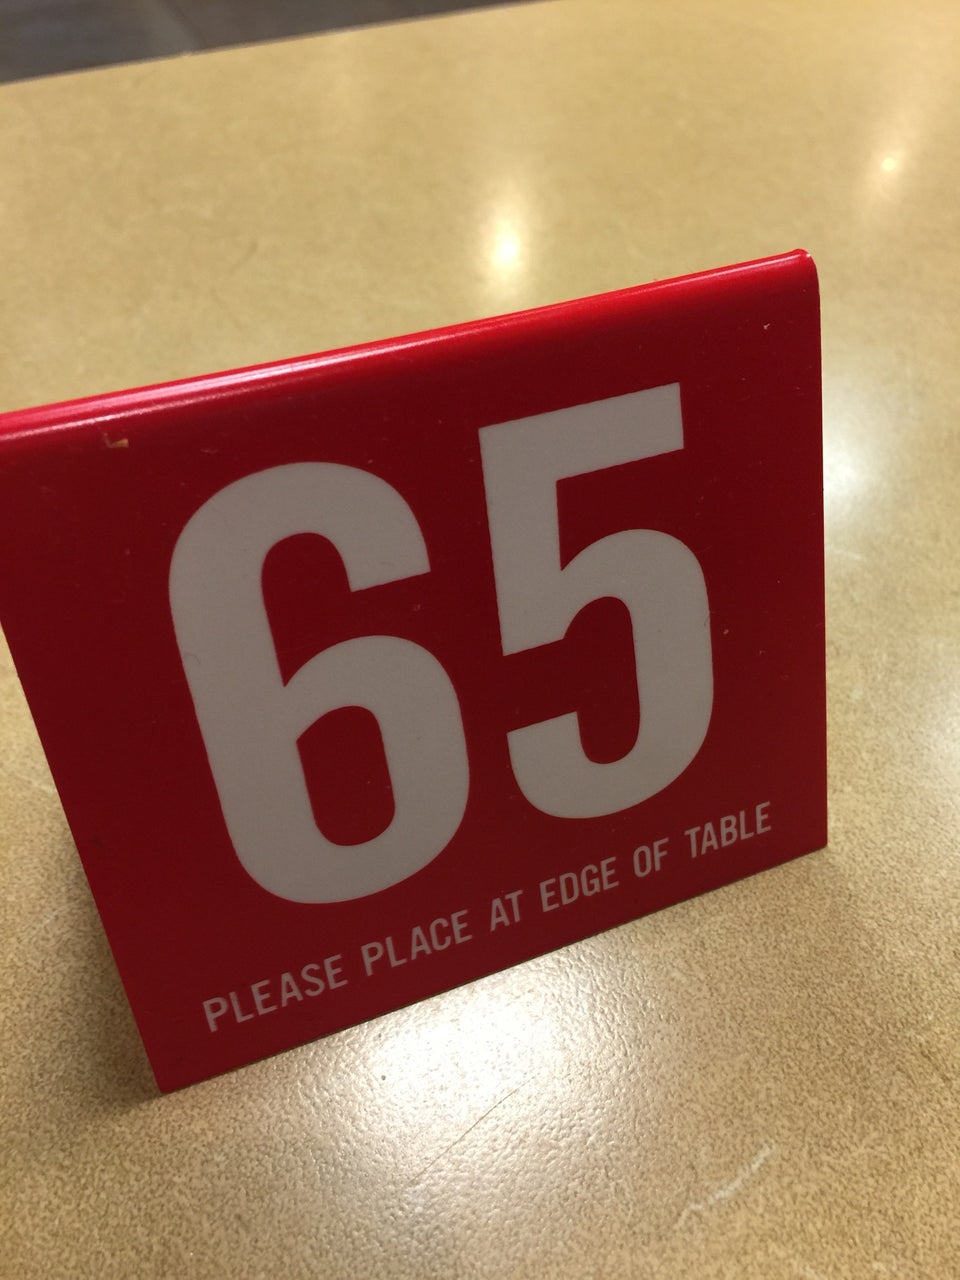 65
PLEASE PLACE AT EDGE OF TABLE